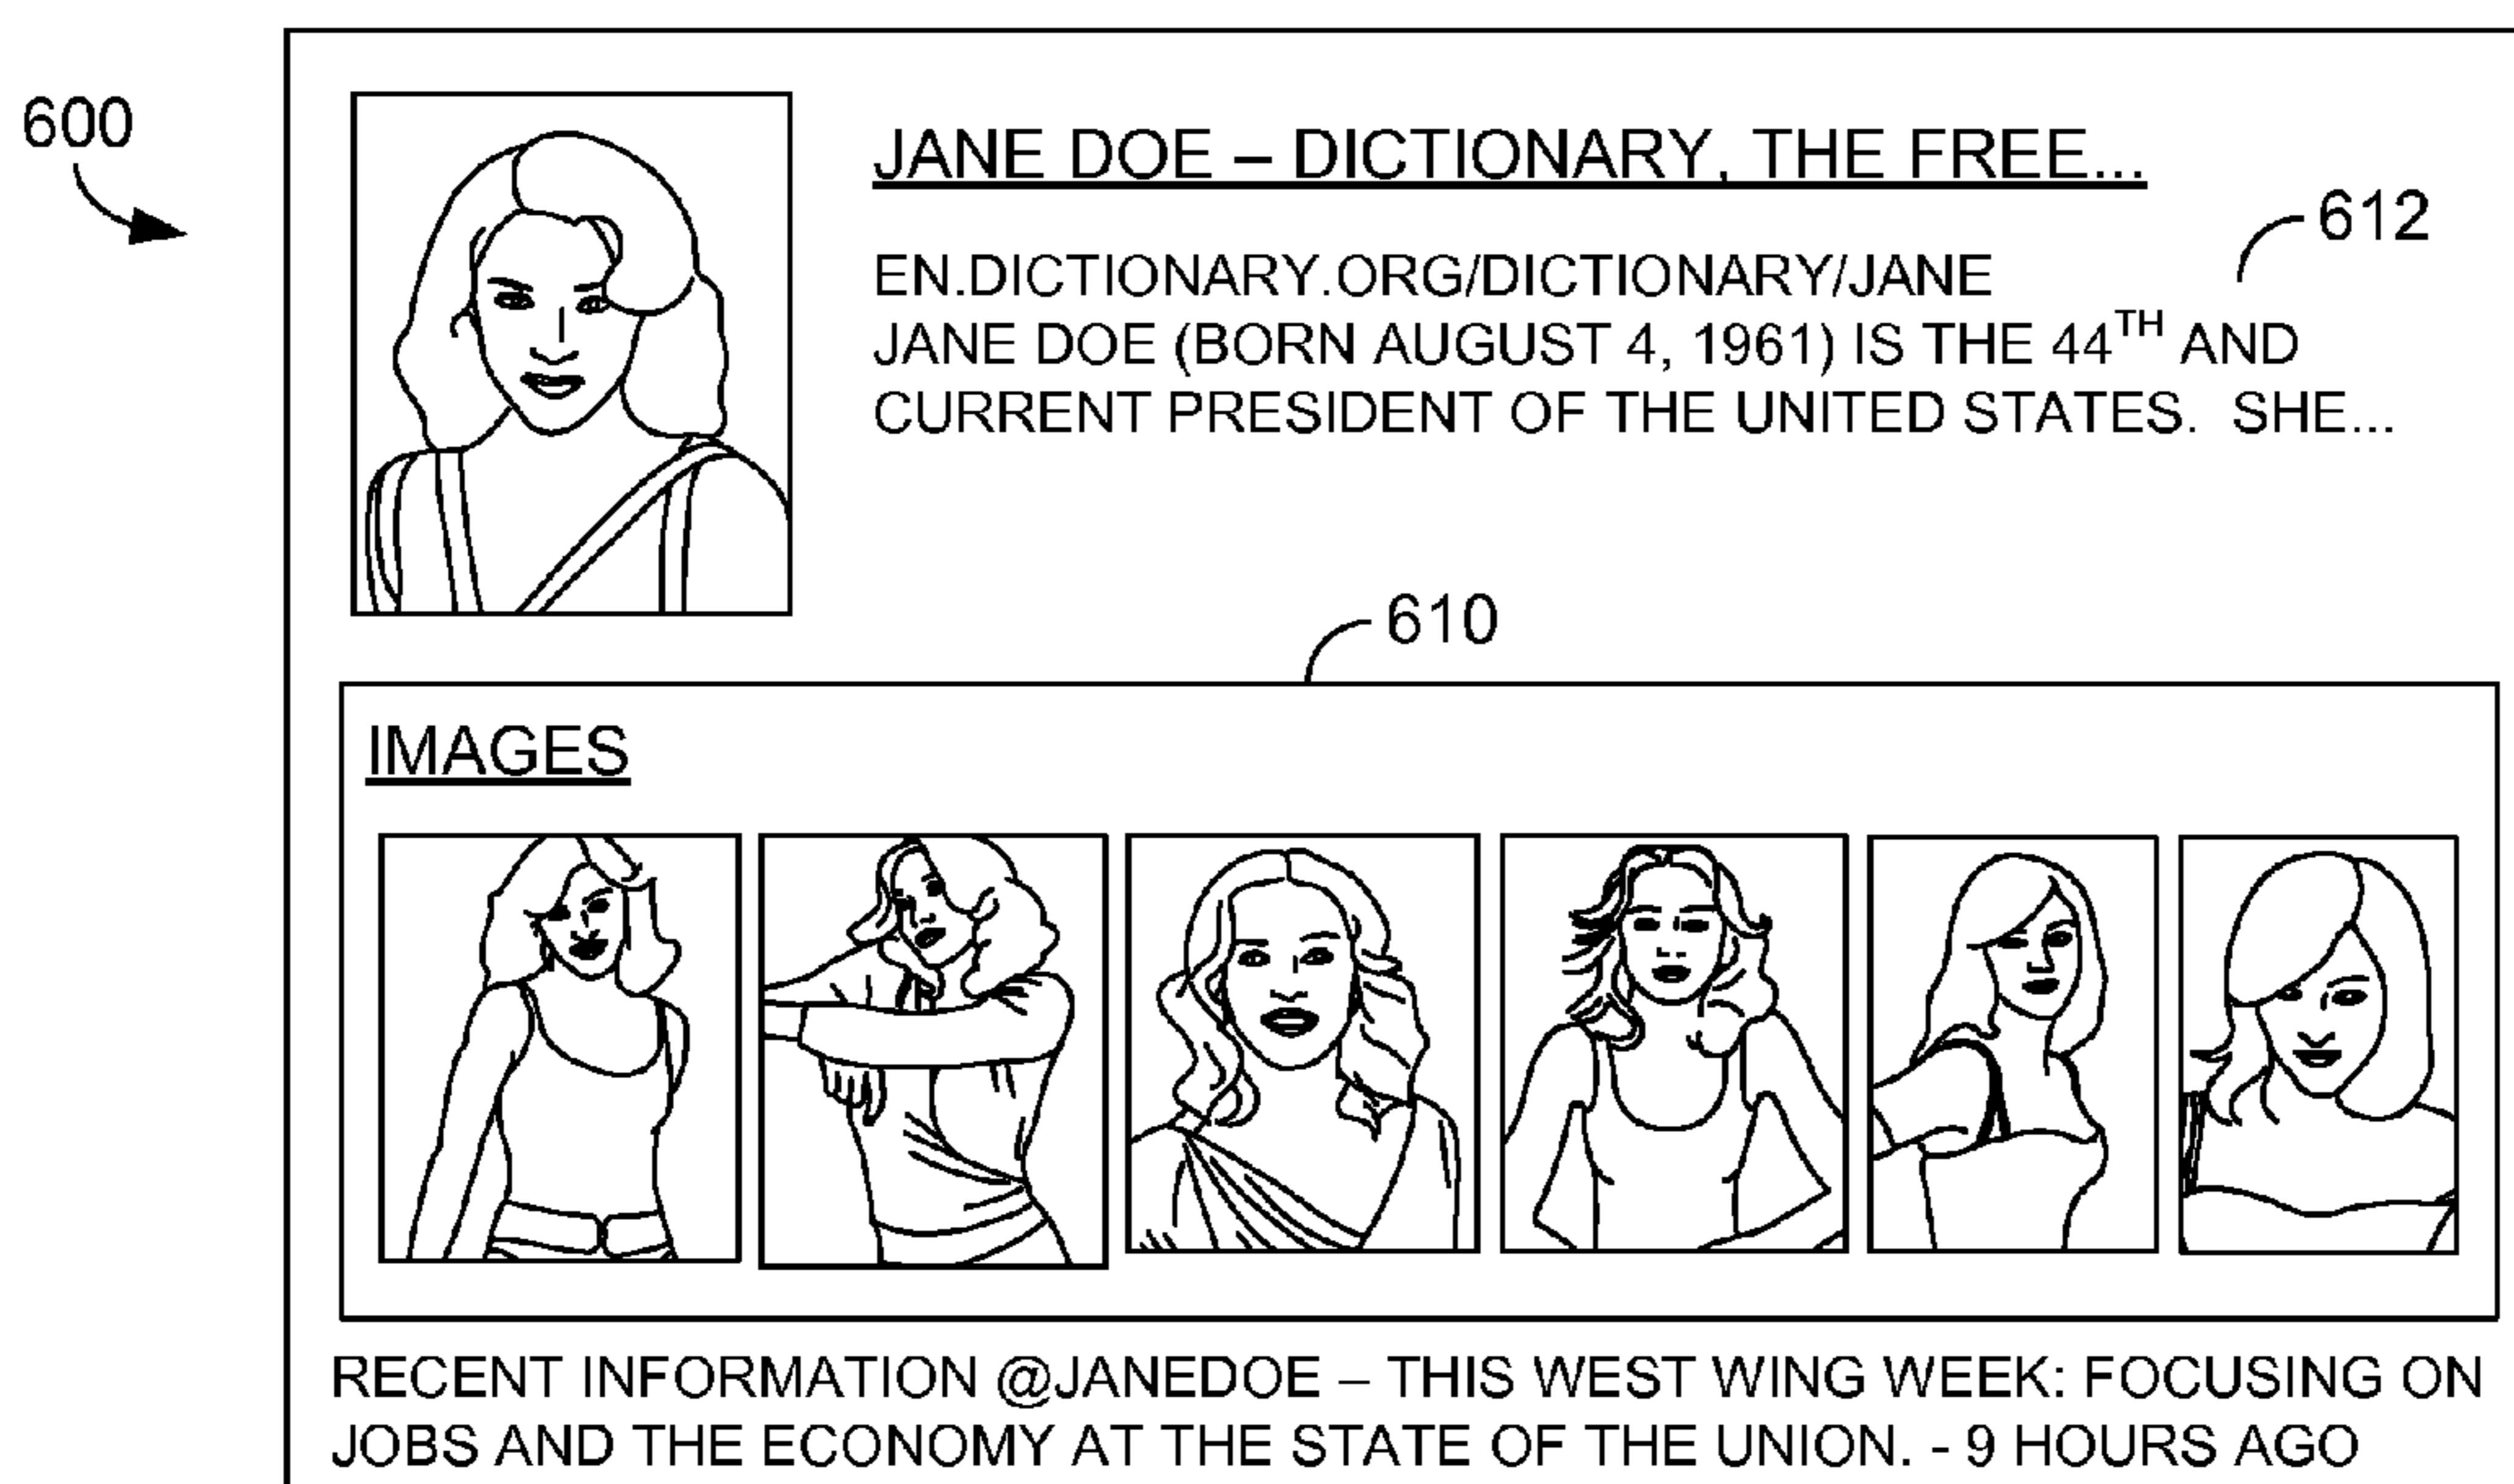 600
JANE DOE – DICTIONARY, THE FREE...
612
EN.DICTIONARY.ORG/DICTIONARY/JANE
JANE DOE (BORN AUGUST 4, 1961) IS THE 44TH AND
CURRENT PRESIDENT OF THE UNITED STATES. SHE...
610
IMAGES
RECENT INFORMATION @JANEDOE – THIS WEST WING WEEK: FOCUSING ON
JOBS AND THE ECONOMY AT THE STATE OF THE UNION. - 9 HOURS AGO